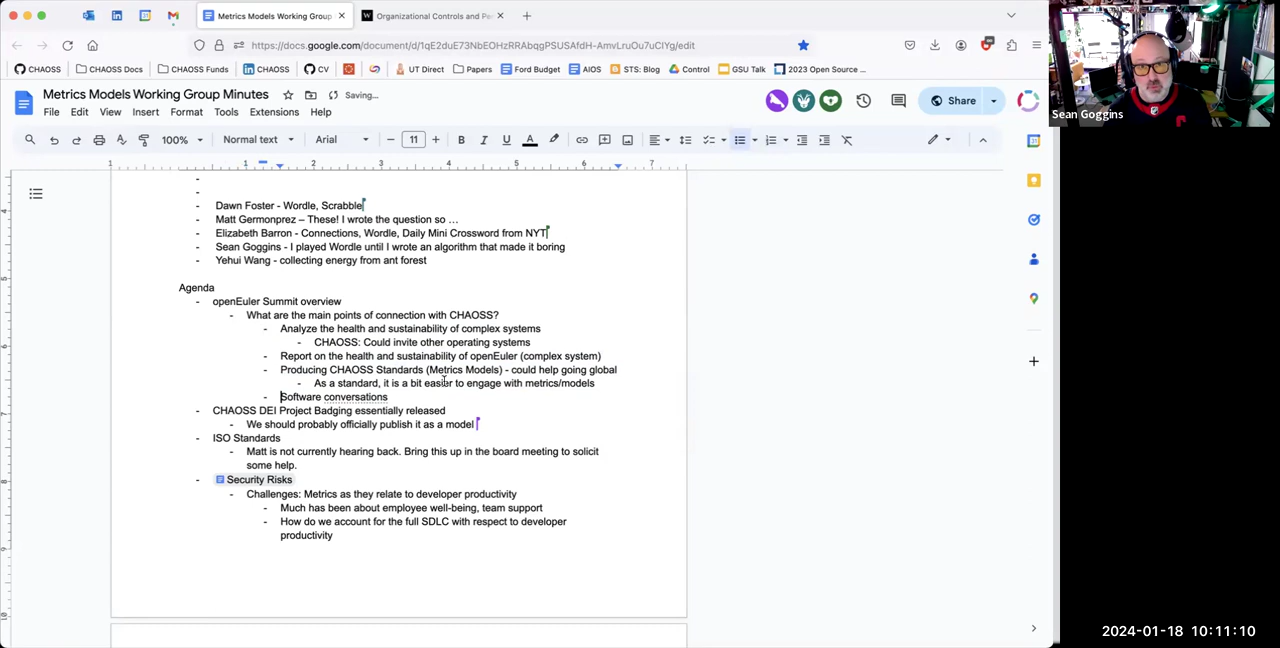 Metrics Models Working Group
Organizational Controls and Pe
https://docs.google.com/document/d/1qE2duE73NbEOHzRRAbqgPSUSAfdH-AmvLruOu7uCIYg/edit
CHAOSS
CHAOSS Docs
CHAOSS Funds
CHAOSS
CV
UT Direct
Papers
Ford Budget
AIOS
STS: Blog
Control
GSU Talk
2023 Open Source ...
Metrics Models Working Group Minutes
Saving...
File Edit View Insert Format Tools Extensions Help
Share
100%
Normal text
Arial
11
- Dawn Foster - Wordle, Scrabble
- Matt Germonprez – These! I wrote the question so …
- Elizabeth Barron - Connections, Wordle, Daily Mini Crossword from NYT
- Sean Goggins - I played Wordle until I wrote an algorithm that made it boring
- Yehui Wang - collecting energy from ant forest
Agenda
- openEuler Summit overview
- What are the main points of connection with CHAOSS?
- Analyze the health and sustainability of complex systems
- CHAOSS: Could invite other operating systems
- Report on the health and sustainability of openEuler (complex system)
- Producing CHAOSS Standards (Metrics Models) - could help going global
- As a standard, it is a bit easier to engage with metrics/models
- Software conversations
- CHAOSS DEI Project Badging essentially released
- We should probably officially publish it as a model
- ISO Standards
- Matt is not currently hearing back. Bring this up in the board meeting to solicit
some help.
- Security Risks
- Challenges: Metrics as they relate to developer productivity
- Much has been about employee well-being, team support
- How do we account for the full SDLC with respect to developer
productivity
Sean Goggins
2024-01-18 10:11:10